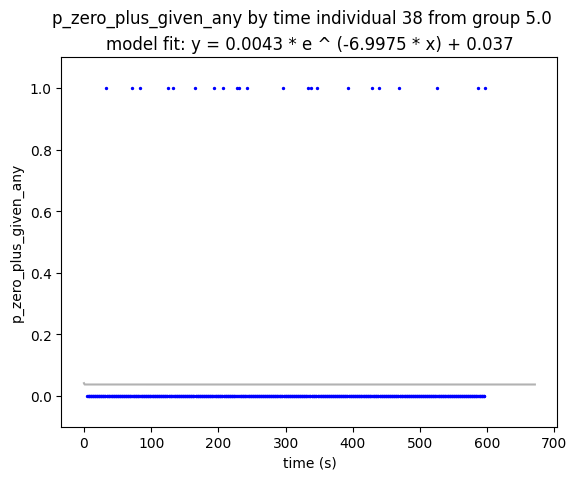 p_zero_plus_given_any by time individual 38 from group 5.0
model fit: y = 0.0043 * e ^ (-6.9975 * x) + 0.037
1.0
0.8
0.6
0.4
0.2
0.0
p_zero_plus_given_any
0 100 200 300 400 500 600 700
time (s)